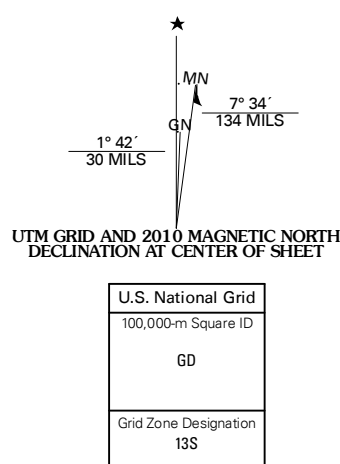 MN
GN
7° 34´
134 MILS
1° 42´
30 MILS
UTM GRID AND 2010 MAGNETIC NORTH
DECLINATION AT CENTER OF SHEET
U.S. National Grid
100,000-m Square ID
GD
Grid Zone Designation
13S